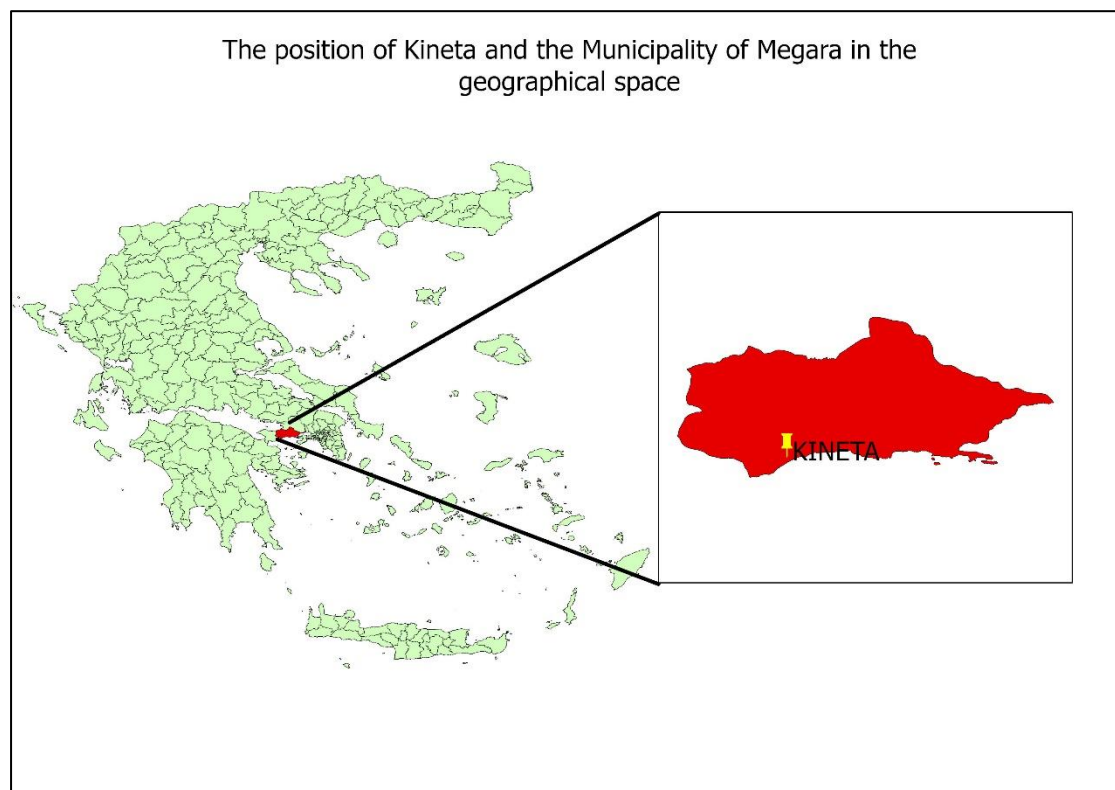 The position of Kineta and the Municipality of Megara in the
geographical space
KINETA